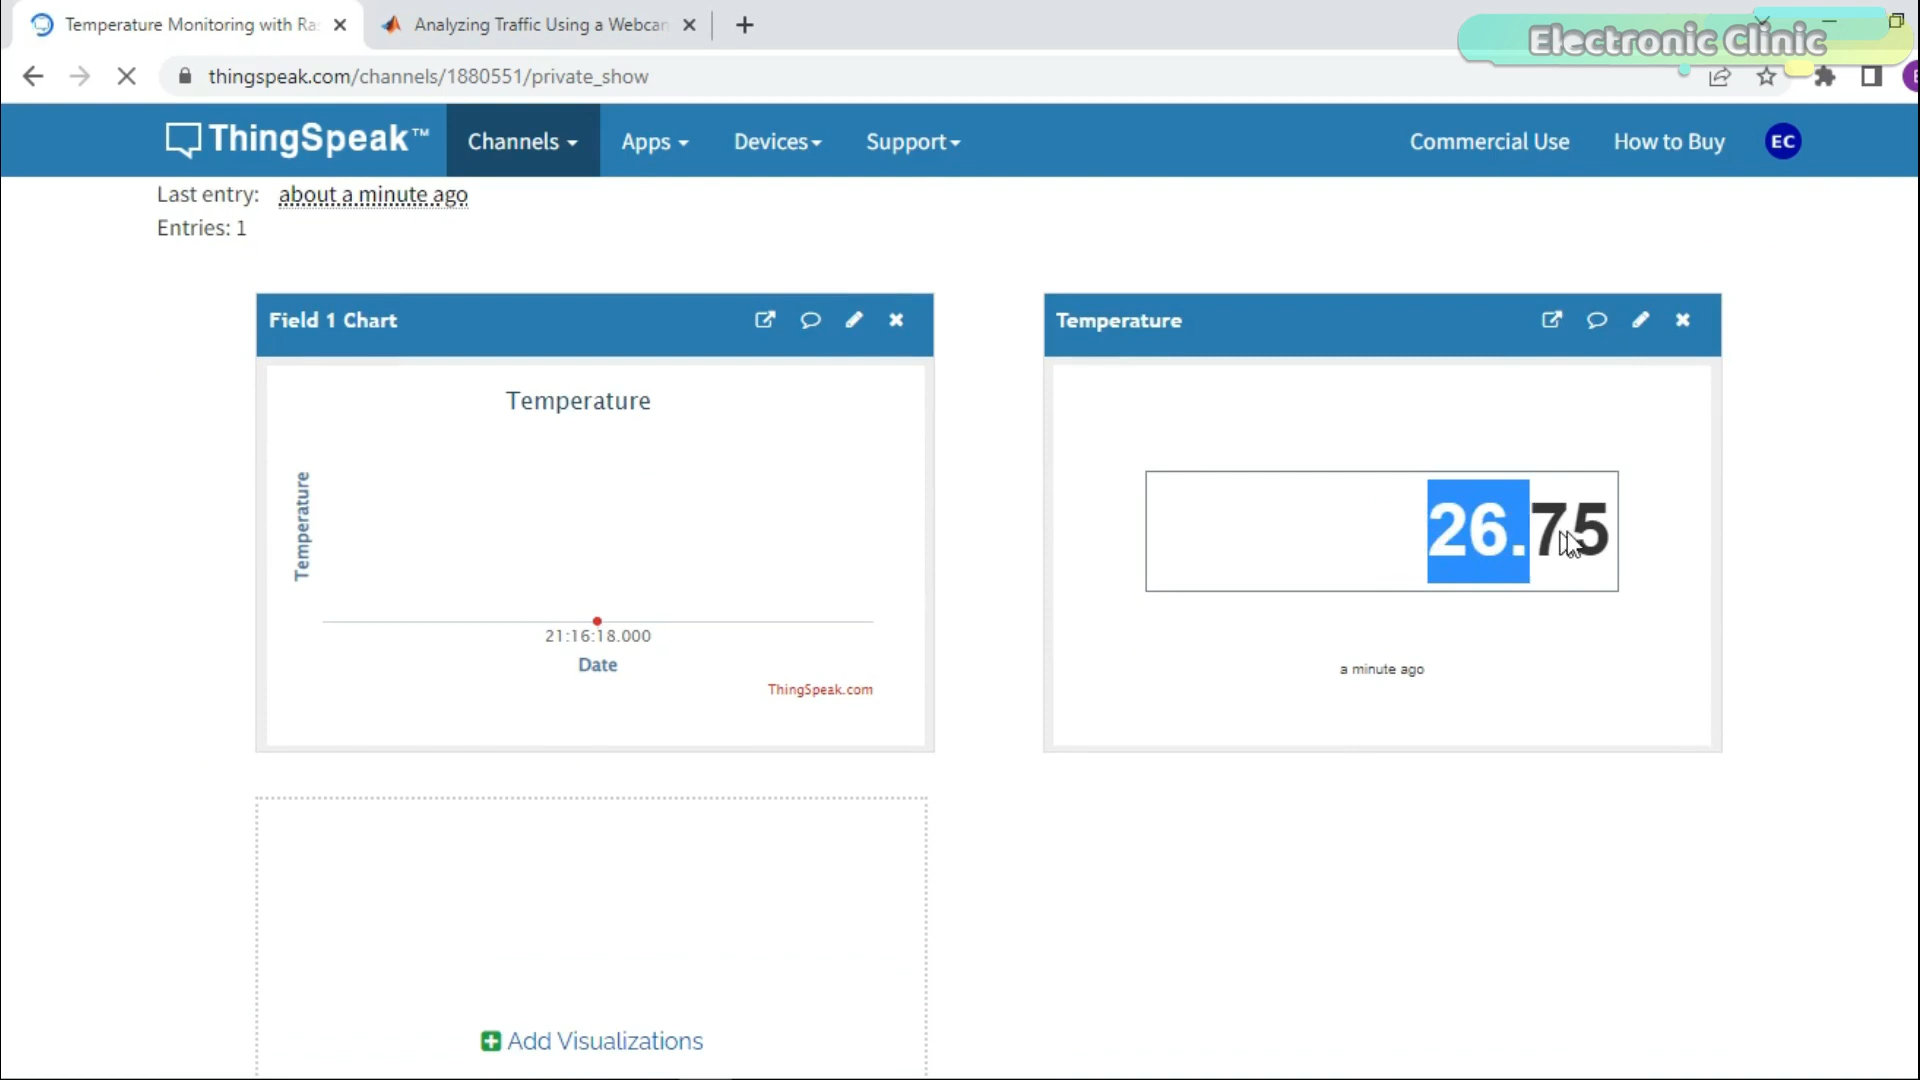 Temperature Monitoring with Ra
Analyzing Traffic Using a Webcam
Electronic Clinic
thingspeak.com/channels/1880551/private_show
ThingSpeak™
Channels
Apps
Devices
Support
Commercial Use
How to Buy
EC
Last entry: about a minute ago
Entries: 1
Field 1 Chart
Temperature
Temperature
21:16:18.000
Date
ThingSpeak.com
Temperature
26.75
a minute ago
Add Visualizations